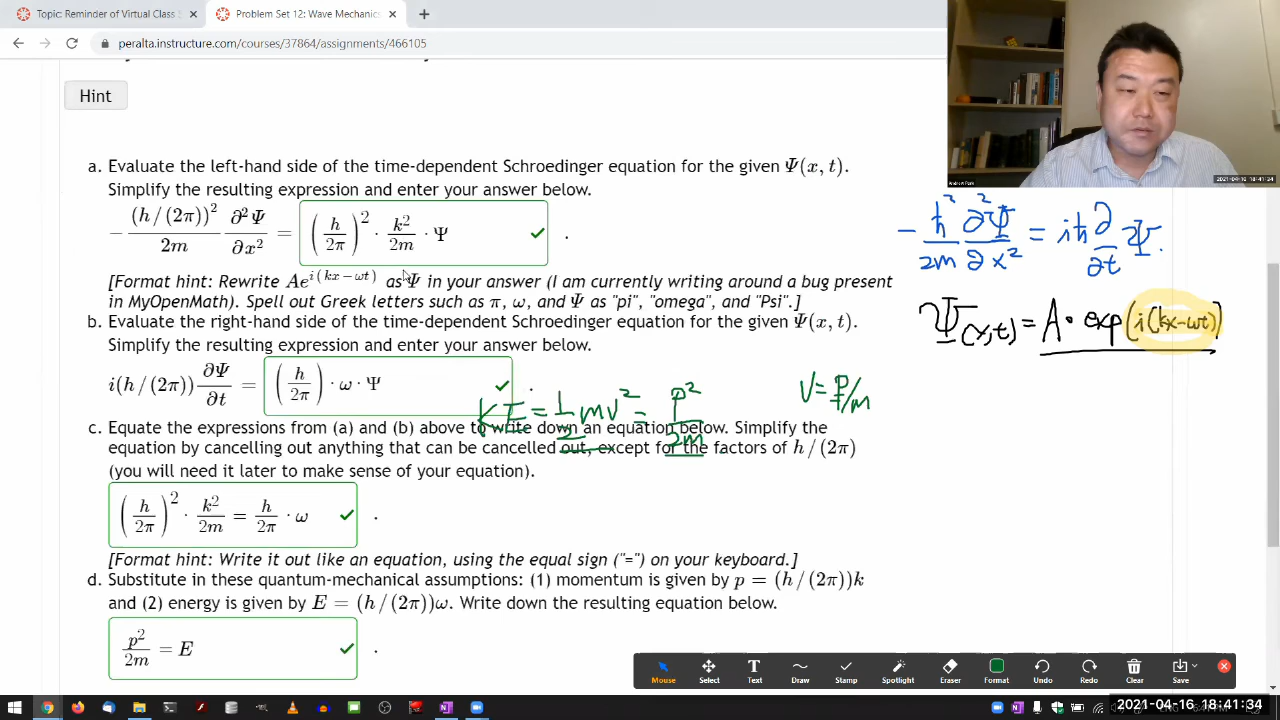 Topic: Reminder of Virtual Class S
Problem Set 12: Wave Mechanics
peralta.instructure.com/courses/37864/assignments/466105
Hint
a. Evaluate the left-hand side of the time-dependent Schroedinger equation for the given Ψ(x, t).
Simplify the resulting expression and enter your answer below.
−(h/(2π))²/2m ∂²Ψ/∂x² = (h/2π)² · k²/2m · Ψ .
[Format hint: Rewrite Ae^i(kx−ωt) as Ψ in your answer (I am currently writing around a bug present
in MyOpenMath). Spell out Greek letters such as π, ω, and Ψ as "pi", "omega", and "Psi".]
b. Evaluate the right-hand side of the time-dependent Schroedinger equation for the given Ψ(x, t).
Simplify the resulting expression and enter your answer below.
i(h/(2π)) ∂Ψ/∂t = (h/2π) · ω · Ψ .
c. Equate the expressions from (a) and (b) above to write down an equation below. Simplify the
equation by cancelling out anything that can be cancelled out, except for the factors of h/(2π)
(you will need it later to make sense of your equation).
(h/2π)² · k²/2m = h/2π · ω .
[Format hint: Write it out like an equation, using the equal sign ("=") on your keyboard.]
d. Substitute in these quantum-mechanical assumptions: (1) momentum is given by p = (h/(2π))k
and (2) energy is given by E = (h/(2π))ω. Write down the resulting equation below.
p²/2m = E .
KE = 1/2 mv² = p²/2m
v = p/m
−ħ²/2m ∂²Ψ/∂x² = iħ ∂/∂t Ψ.
Ψ(x,t) = A · exp(i(kx−ωt))
Andrew Park
2021-04-16 18:41:34
Mouse Select Text Draw Stamp Spotlight Eraser Format Undo Redo Clear Save
2021-04-16 18:41:34